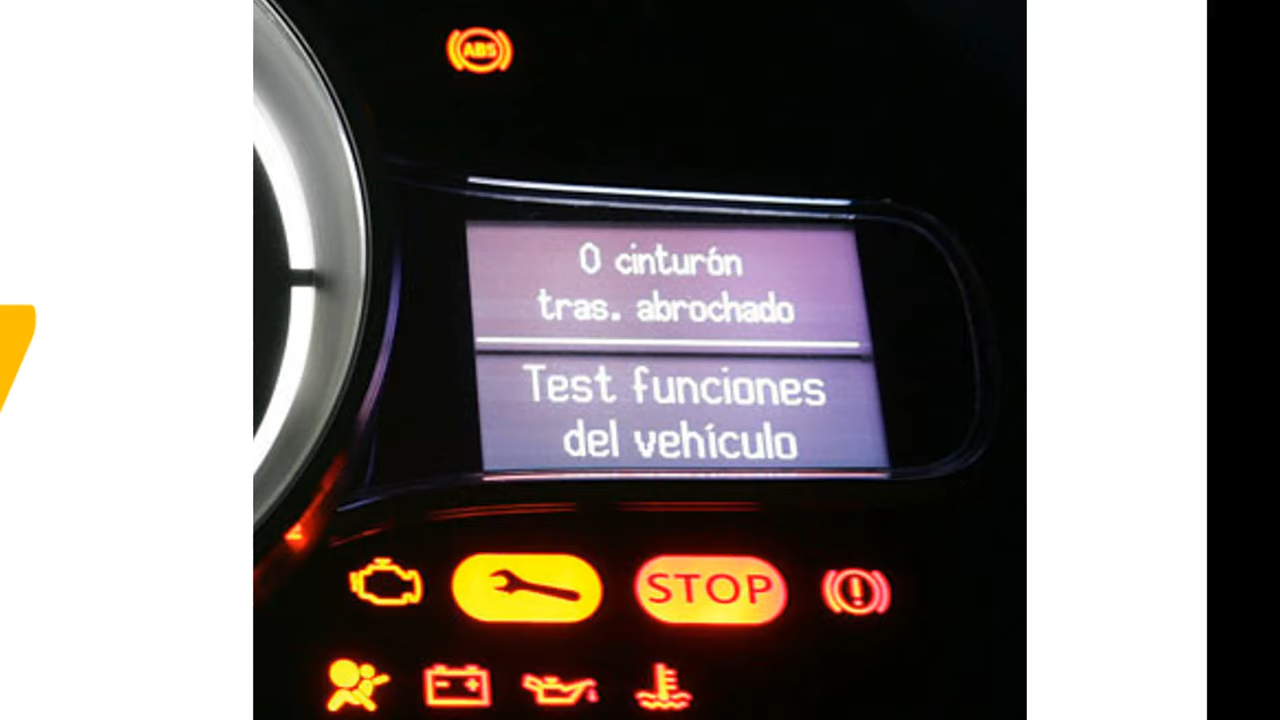 ABS
0 cinturón
tras. abrochado
Test funciones
del vehículo
STOP